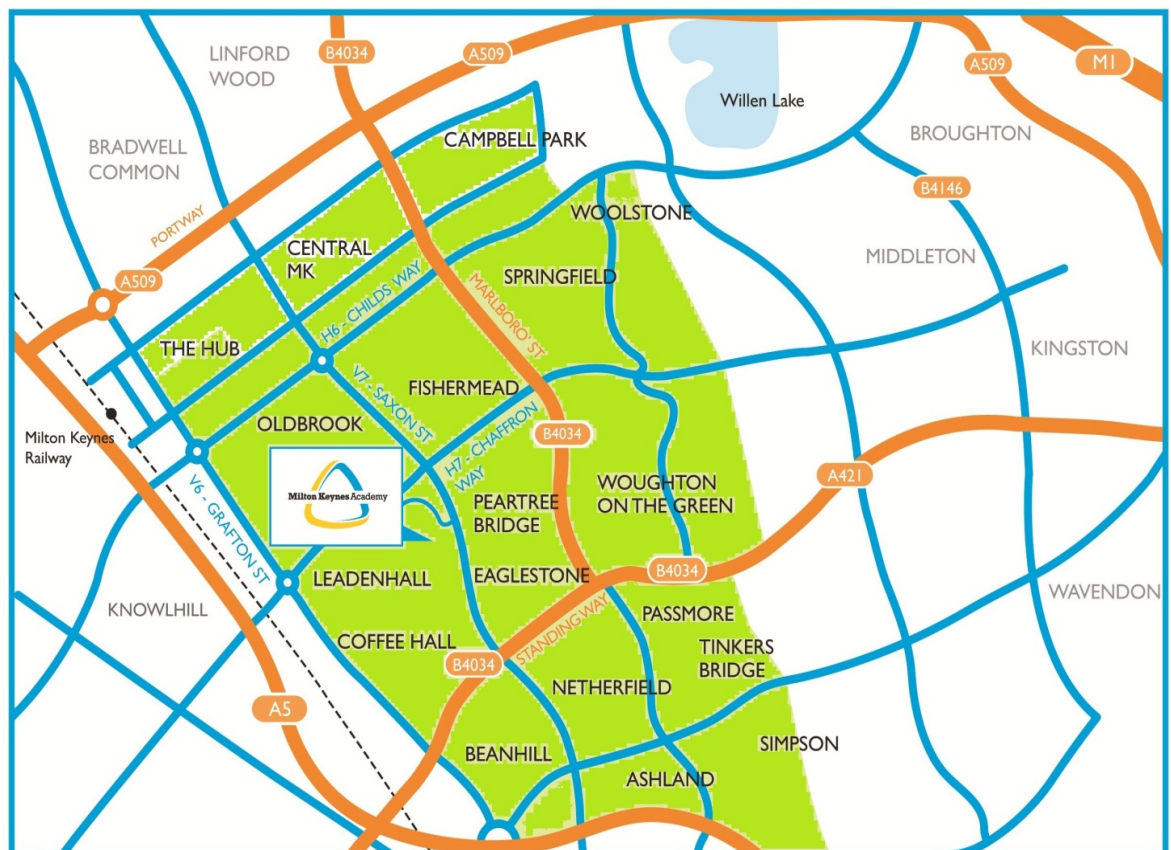 LINFORD
WOOD
B4034
A509
A509
M1
Willen Lake
BRADWELL
COMMON
CAMPBELL PARK
BROUGHTON
B4146
PORTWAY
WOOLSTONE
CENTRAL
MK
MIDDLETON
A509
SPRINGFIELD
H6 - CHILDS WAY
MARLBORO' ST
THE HUB
KINGSTON
V7 - SAXON ST
FISHERMEAD
OLDBROOK
Milton Keynes
Railway
B4034
H7 - CHAFFRON
WAY
A421
V6 - GRAFTON ST
Milton Keynes Academy
PEARTREE
BRIDGE
WOUGHTON
ON THE GREEN
LEADENHALL
EAGLESTONE
B4034
KNOWLHILL
WAVENDON
PASSMORE
COFFEE HALL
STANDING WAY
TINKERS
BRIDGE
B4034
NETHERFIELD
A5
SIMPSON
BEANHILL
ASHLAND